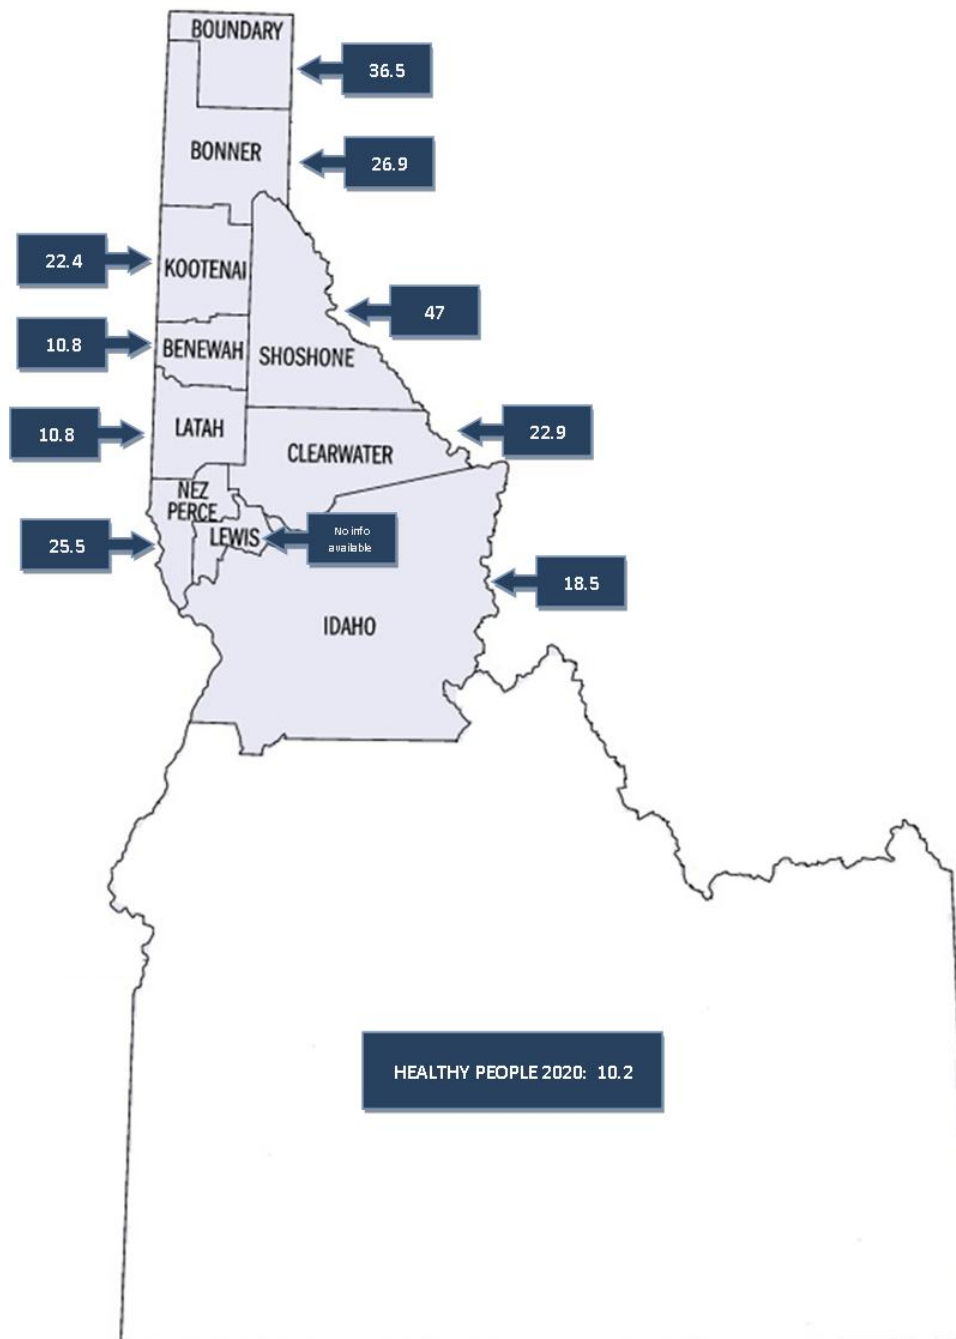 BOUNDARY
36.5
BONNER
26.9
22.4
KOOTENAI
47
10.8
BENEWAH
SHOSHONE
10.8
LATAH
22.9
CLEARWATER
NEZ
PERCE
25.5
LEWIS
No info
available
18.5
IDAHO
HEALTHY PEOPLE 2020: 10.2